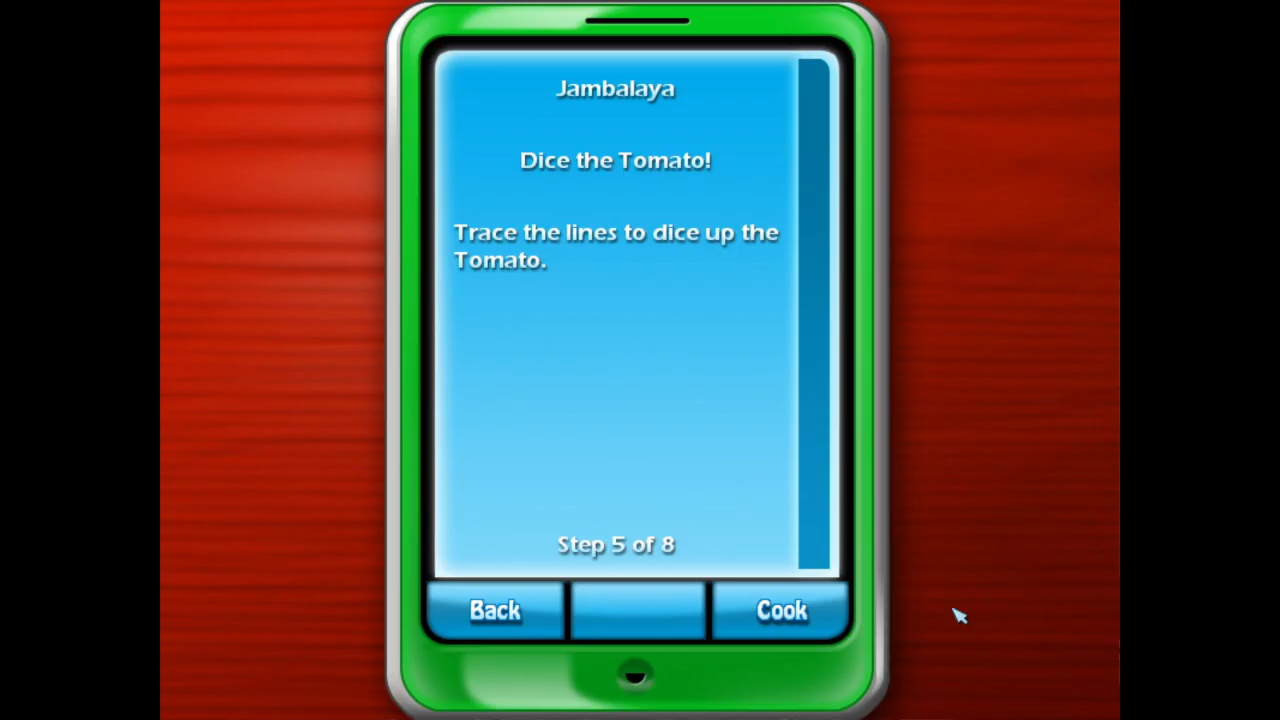 Jambalaya
Dice the Tomato!
Trace the lines to dice up the
Tomato.
Step 5 of 8
Back
Cook